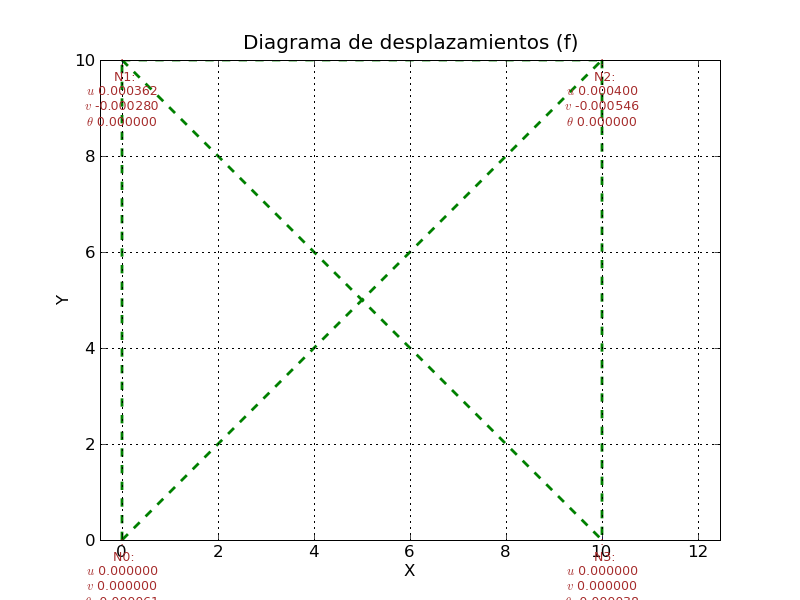 Diagrama de desplazamientos (f)
10
8
6
4
2
0
Y
N1:
u 0.000362
v -0.000280
θ 0.000000
N2:
u 0.000400
v -0.000546
θ 0.000000
0 2 4 6 8 10 12
X
N0:
u 0.000000
v 0.000000
N3:
u 0.000000
v 0.000000